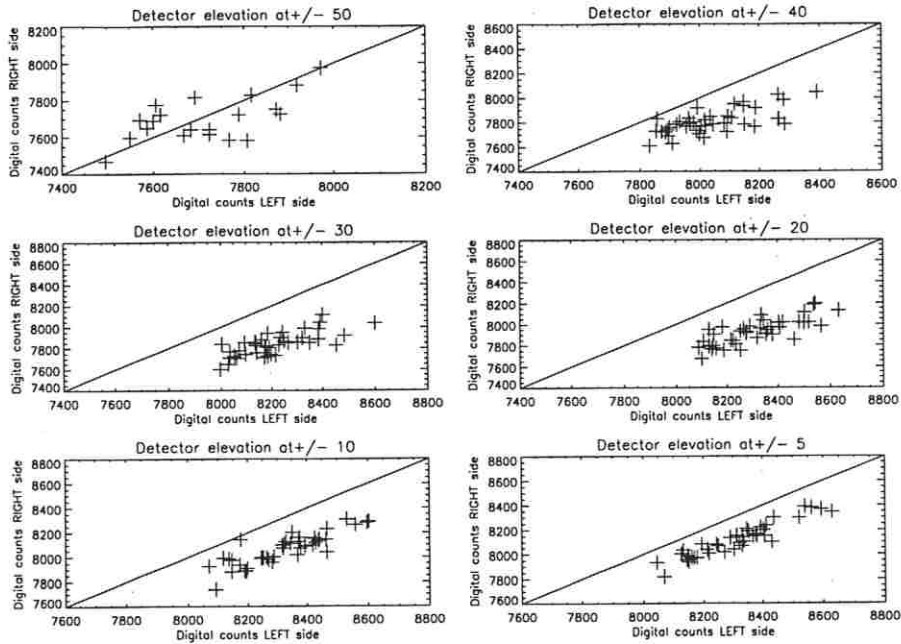 Detector elevation at+/- 50
Digital counts RIGHT side
8200
8000
7800
7600
7400
7400 7600 7800 8000 8200
Digital counts LEFT side
Detector elevation at+/- 40
Digital counts RIGHT side
8600
8400
8200
8000
7800
7600
7400
7400 7600 7800 8000 8200 8400 8600
Digital counts LEFT side
Detector elevation at+/- 30
Digital counts RIGHT side
8800
8600
8400
8200
8000
7800
7600
7400
7400 7600 7800 8000 8200 8400 8600 8800
Digital counts LEFT side
Detector elevation at+/- 20
Digital counts RIGHT side
8800
8600
8400
8200
8000
7800
7600
7400
7400 7600 7800 8000 8200 8400 8600 8800
Digital counts LEFT side
Detector elevation at+/- 10
Digital counts RIGHT side
8800
8600
8400
8200
8000
7800
7600
7600 7800 8000 8200 8400 8600 8800
Digital counts LEFT side
Detector elevation at+/- 5
Digital counts RIGHT side
8800
8600
8400
8200
8000
7800
7600
7600 7800 8000 8200 8400 8600 8800
Digital counts LEFT side